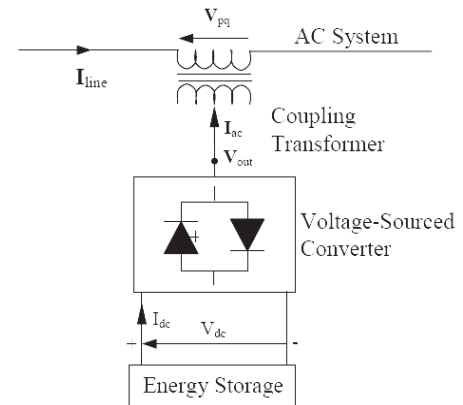 V_pq
AC System
I_line
I_ac
Coupling
Transformer
V_out
Voltage-Sourced
Converter
+
I_dc
+ V_dc -
Energy Storage